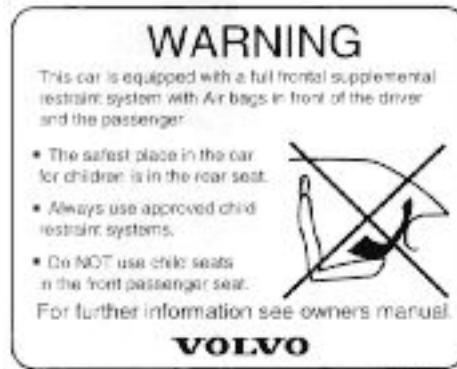 WARNING
This car is equipped with a full frontal supplemental
restraint system with Air bags in front of the driver
and the passenger
• The safest place in the car
for children is in the rear seat.
• Always use approved child
restraint systems.
• Do NOT use child seats
in the front passenger seat.
For further information see owners manual.
VOLVO